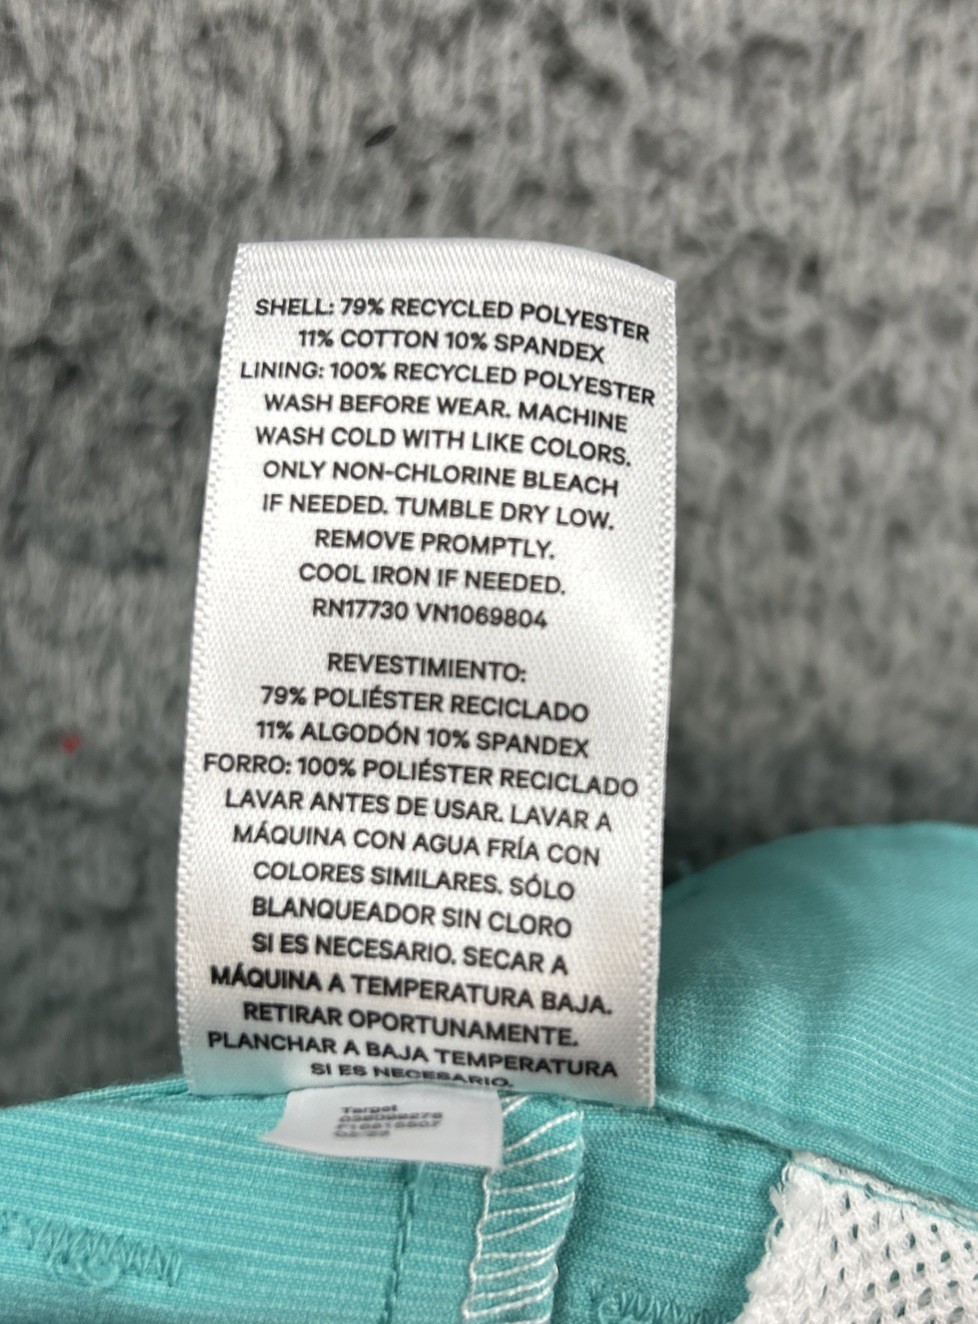 SHELL: 79% RECYCLED POLYESTER
11% COTTON 10% SPANDEX
LINING: 100% RECYCLED POLYESTER
WASH BEFORE WEAR. MACHINE
WASH COLD WITH LIKE COLORS.
ONLY NON-CHLORINE BLEACH
IF NEEDED. TUMBLE DRY LOW.
REMOVE PROMPTLY.
COOL IRON IF NEEDED.
RN17730 VN1069804
REVESTIMIENTO:
79% POLIÉSTER RECICLADO
11% ALGODÓN 10% SPANDEX
FORRO: 100% POLIÉSTER RECICLADO
LAVAR ANTES DE USAR. LAVAR A
MÁQUINA CON AGUA FRÍA CON
COLORES SIMILARES. SÓLO
BLANQUEADOR SIN CLORO
SI ES NECESARIO. SECAR A
MÁQUINA A TEMPERATURA BAJA.
RETIRAR OPORTUNAMENTE.
PLANCHAR A BAJA TEMPERATURA
SI ES NECESARIO.
Target